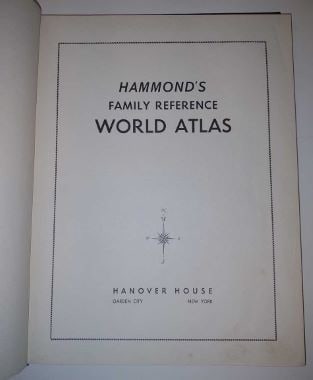 HAMMOND'S
FAMILY REFERENCE
WORLD ATLAS
HANOVER HOUSE
GARDEN CITY NEW YORK